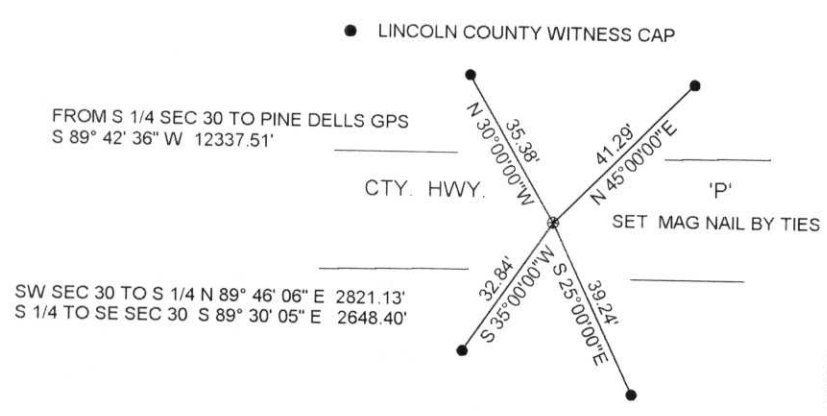 LINCOLN COUNTY WITNESS CAP
FROM S 1/4 SEC 30 TO PINE DELLS GPS
S 89° 42' 36" W 12337.51'
35.38'
N 30°00'00"W
41.29'
N 45°00'00"E
CTY. HWY.
'P'
SET MAG NAIL BY TIES
32.84'
S 35°00'00"W
39.24'
S 25°00'00"E
SW SEC 30 TO S 1/4 N 89° 46' 06" E 2821.13'
S 1/4 TO SE SEC 30 S 89° 30' 05" E 2648.40'